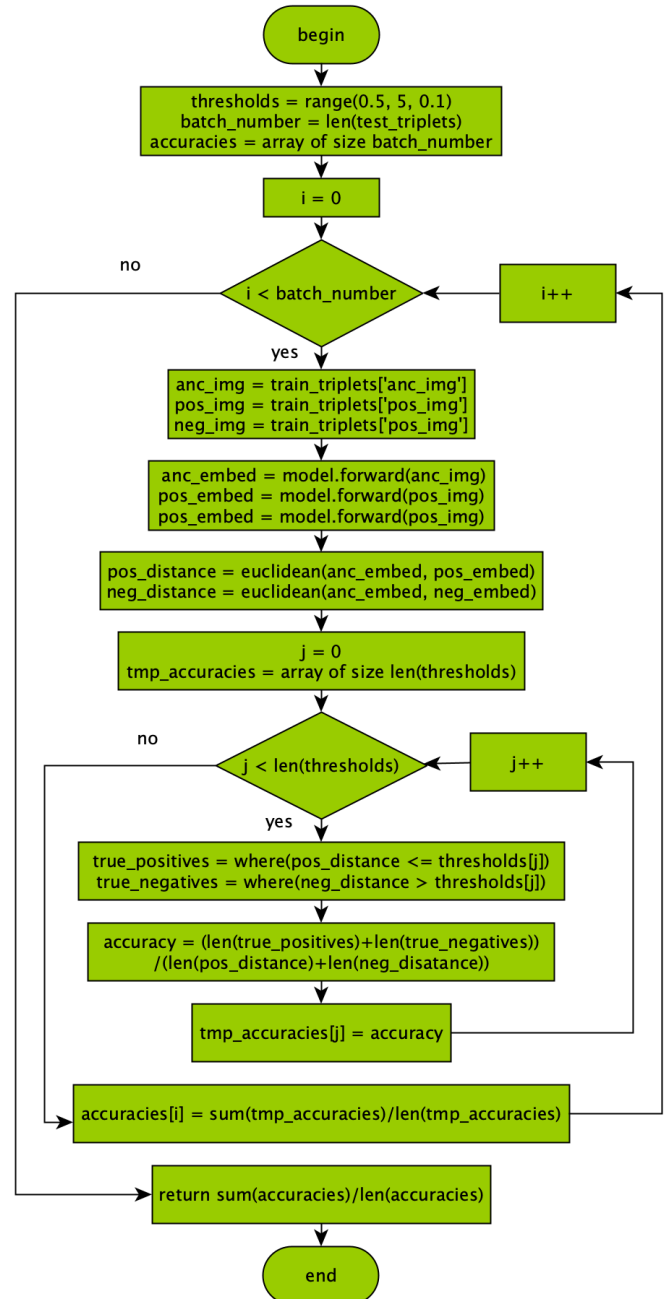 begin
thresholds = range(0.5, 5, 0.1)
batch_number = len(test_triplets)
accuracies = array of size batch_number
i = 0
no
i < batch_number
i++
yes
anc_img = train_triplets['anc_img']
pos_img = train_triplets['pos_img']
neg_img = train_triplets['pos_img']
anc_embed = model.forward(anc_img)
pos_embed = model.forward(pos_img)
pos_embed = model.forward(pos_img)
pos_distance = euclidean(anc_embed, pos_embed)
neg_distance = euclidean(anc_embed, neg_embed)
j = 0
tmp_accuracies = array of size len(thresholds)
no
j < len(thresholds)
j++
yes
true_positives = where(pos_distance <= thresholds[j])
true_negatives = where(neg_distance > thresholds[j])
accuracy = (len(true_positives)+len(true_negatives))
/(len(pos_distance)+len(neg_disatance))
tmp_accuracies[j] = accuracy
accuracies[i] = sum(tmp_accuracies)/len(tmp_accuracies)
return sum(accuracies)/len(accuracies)
end